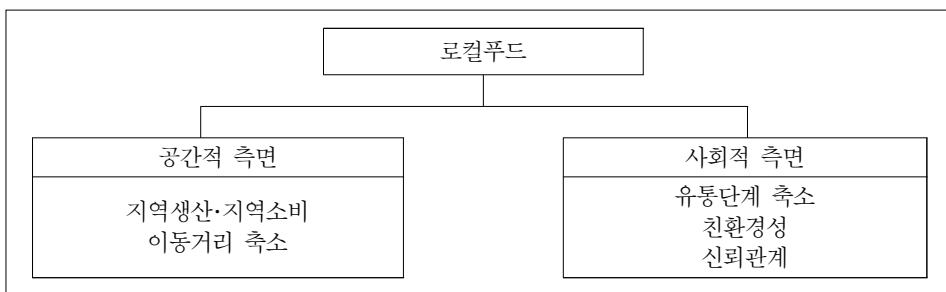 로컬푸드
공간적 측면
지역생산·지역소비
이동거리 축소
사회적 측면
유통단계 축소
친환경성
신뢰관계